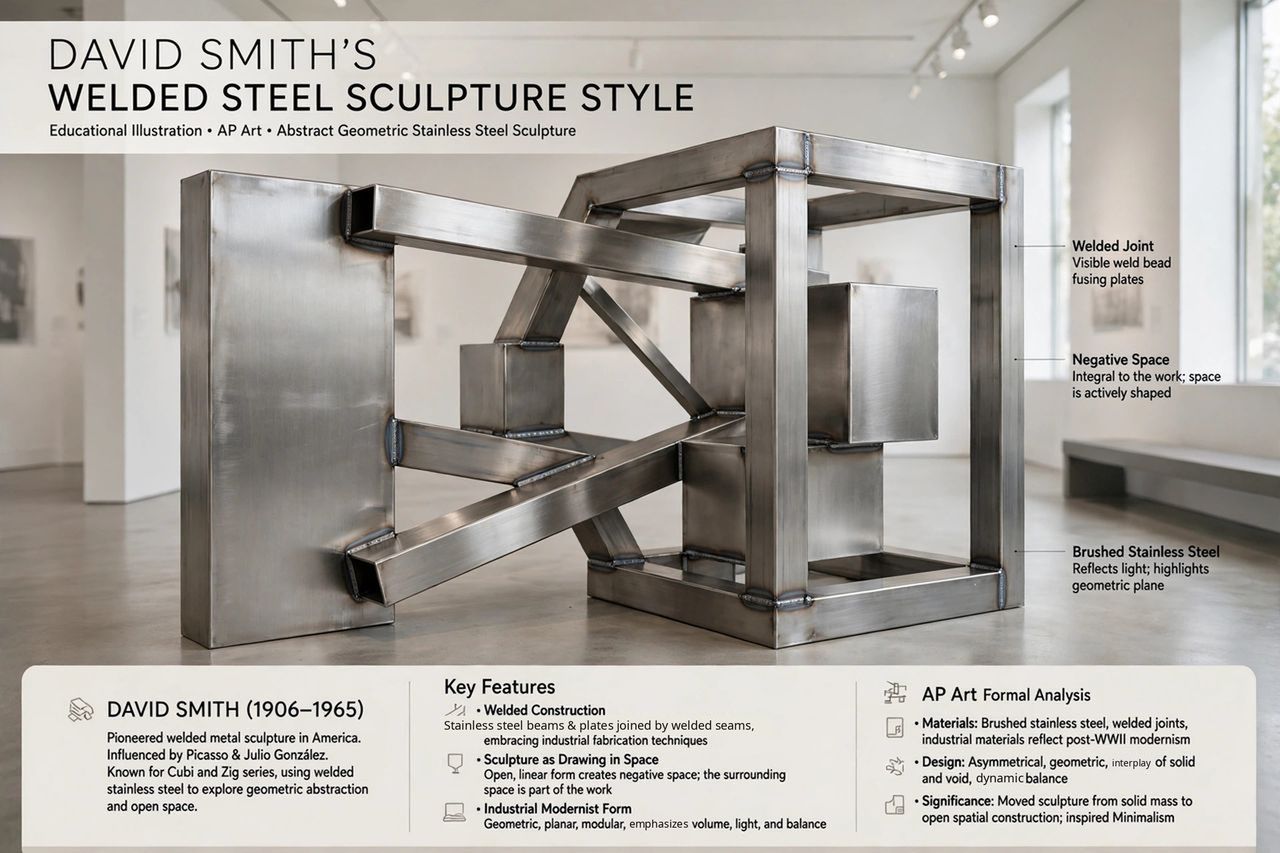 DAVID SMITH'S
WELDED STEEL SCULPTURE STYLE
Educational Illustration • AP Art • Abstract Geometric Stainless Steel Sculpture
Welded Joint
Visible weld bead
fusing plates
Negative Space
Integral to the work; space
is actively shaped
Brushed Stainless Steel
Reflects light; highlights
geometric plane
DAVID SMITH (1906–1965)
Pioneered welded metal sculpture in America.
Influenced by Picasso & Julio González.
Known for Cubi and Zig series, using welded
stainless steel to explore geometric abstraction
and open space.
Key Features
• Welded Construction
Stainless steel beams & plates joined by welded seams,
embracing industrial fabrication techniques
• Sculpture as Drawing in Space
Open, linear form creates negative space; the surrounding
space is part of the work
• Industrial Modernist Form
Geometric, planar, modular, emphasizes volume, light, and balance
AP Art Formal Analysis
• Materials: Brushed stainless steel, welded joints,
industrial materials reflect post-WWII modernism
• Design: Asymmetrical, geometric, interplay of solid
and void, dynamic balance
• Significance: Moved sculpture from solid mass to
open spatial construction; inspired Minimalism